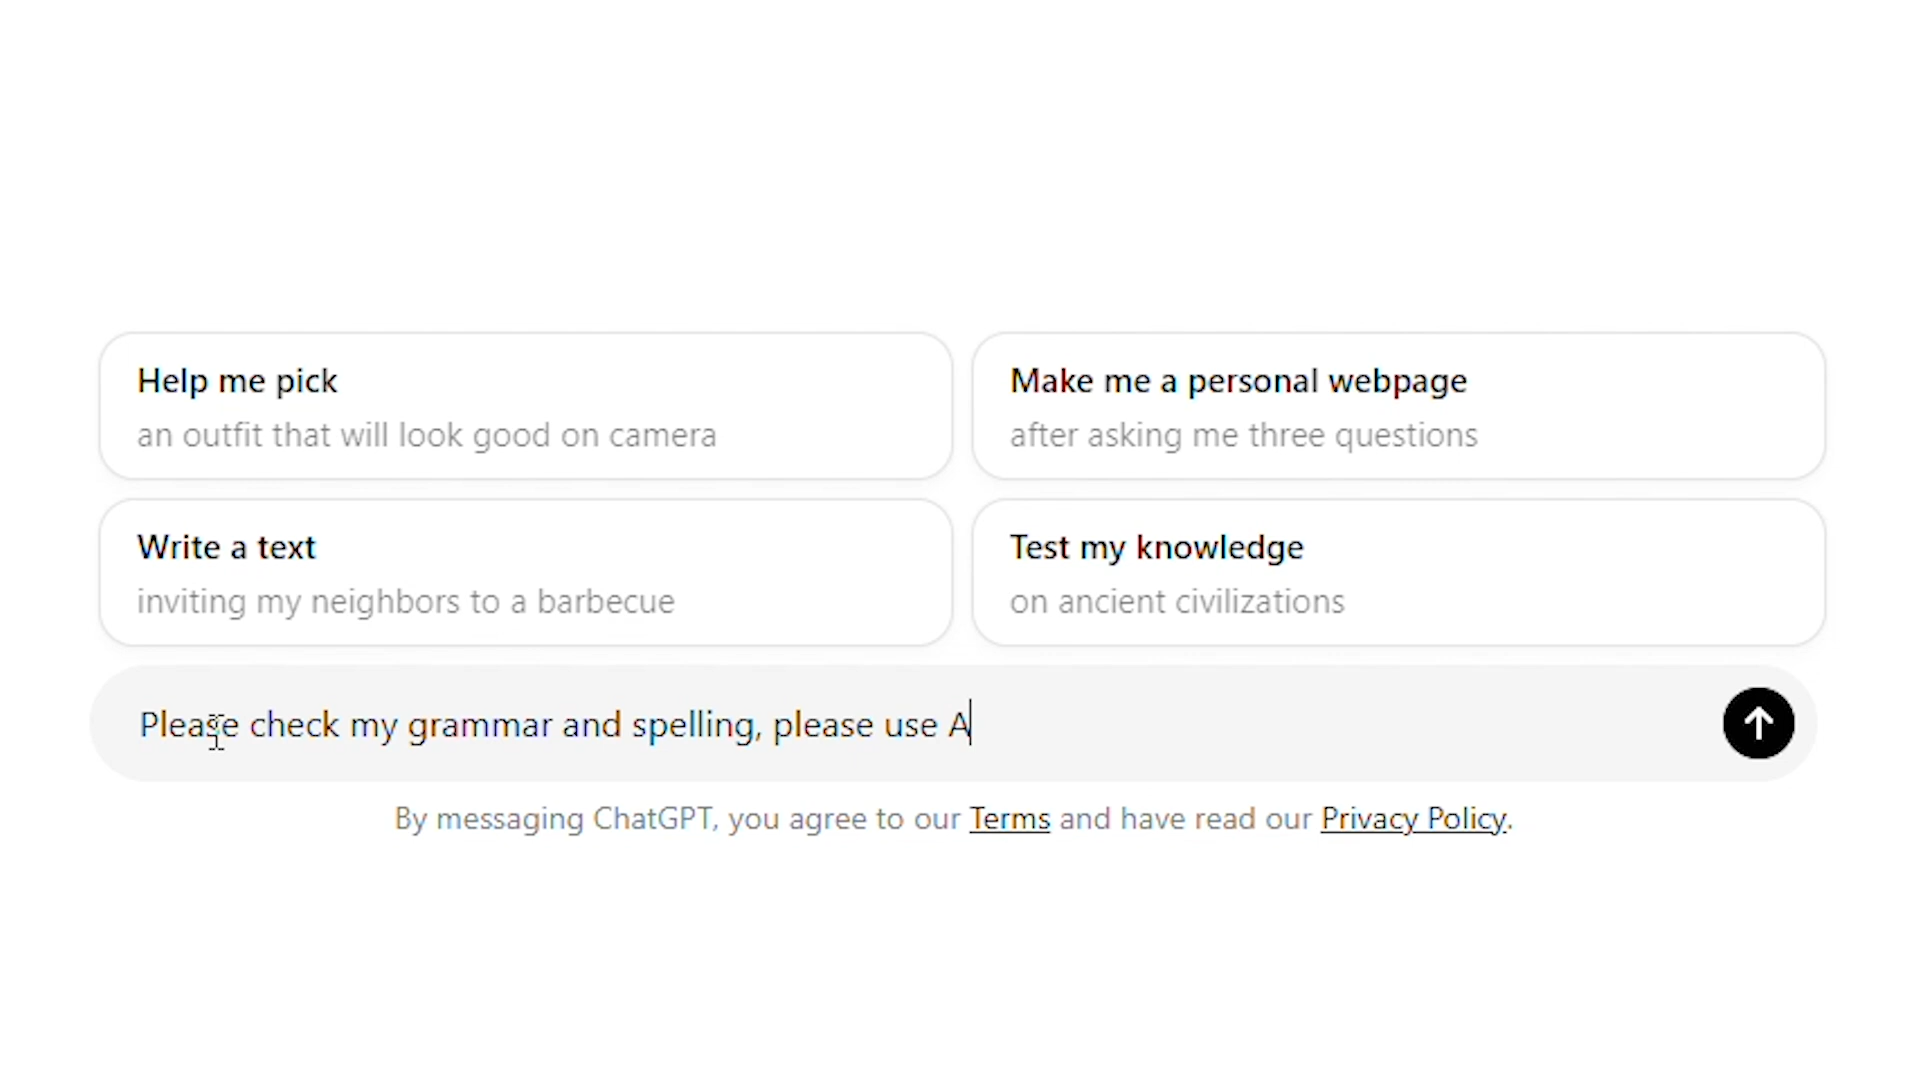 Help me pick
an outfit that will look good on camera
Make me a personal webpage
after asking me three questions
Write a text
inviting my neighbors to a barbecue
Test my knowledge
on ancient civilizations
Please check my grammar and spelling, please use A
By messaging ChatGPT, you agree to our Terms and have read our Privacy Policy.